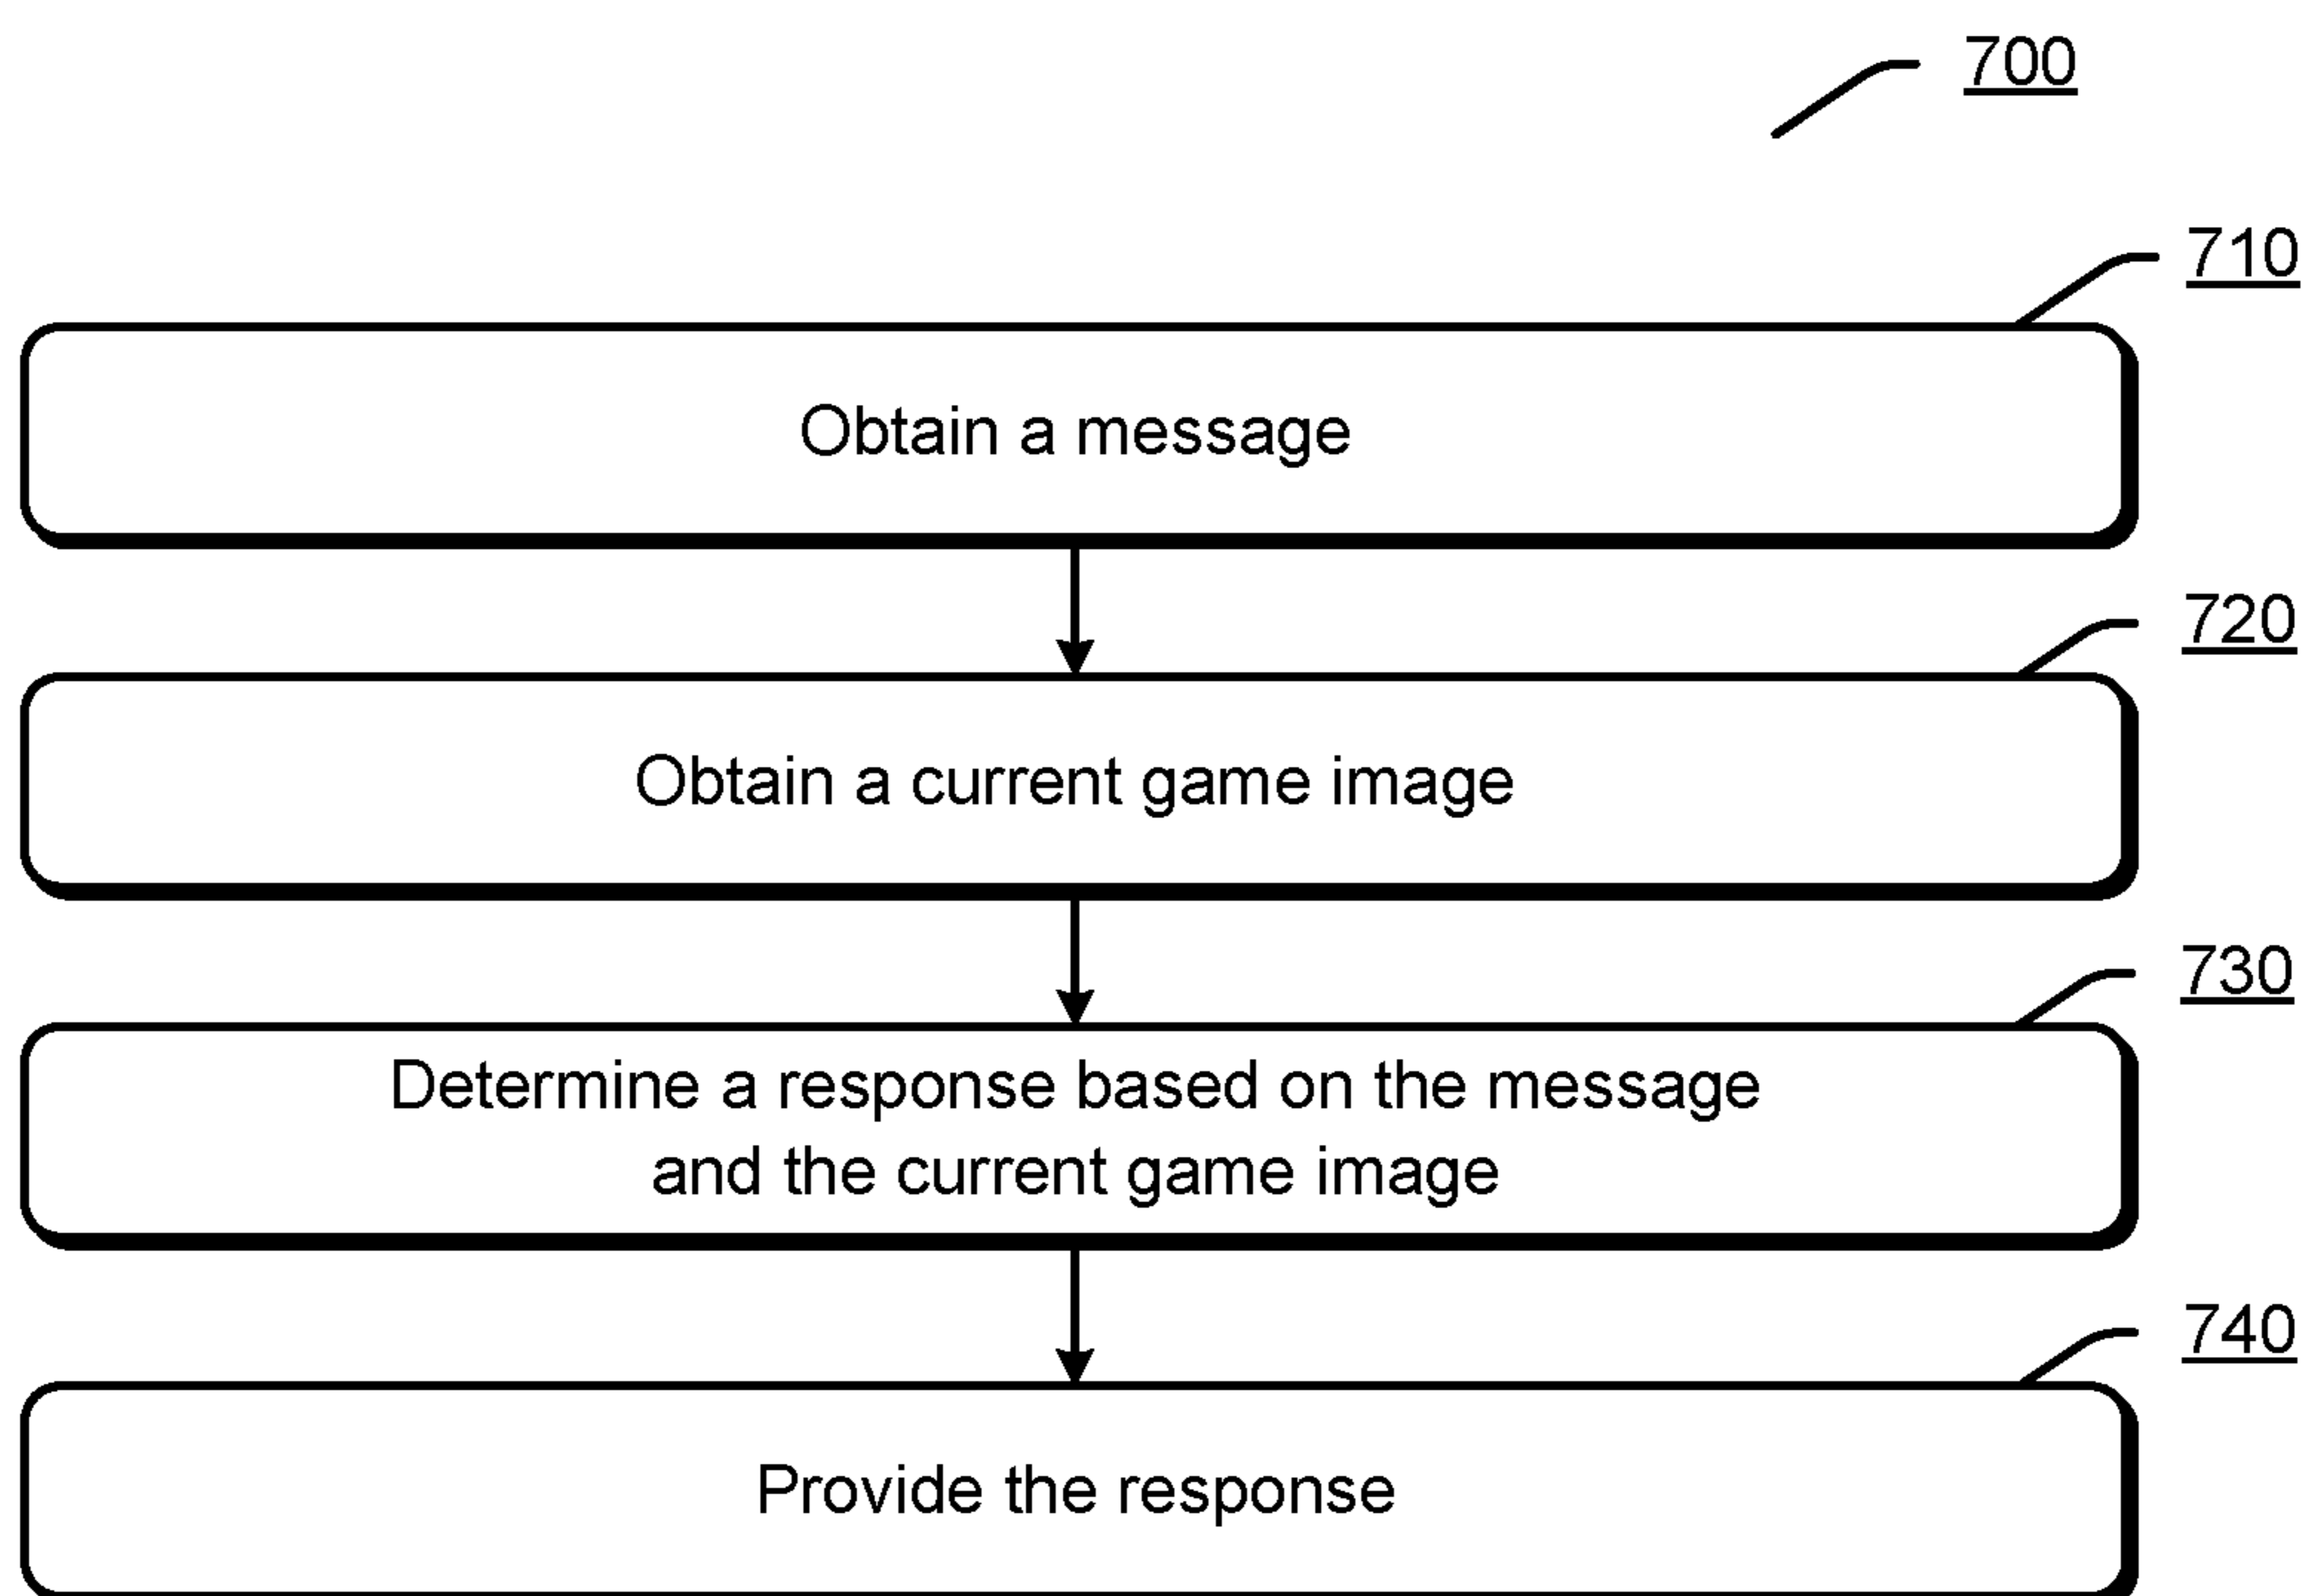 700
710
Obtain a message
720
Obtain a current game image
730
Determine a response based on the message
and the current game image
740
Provide the response